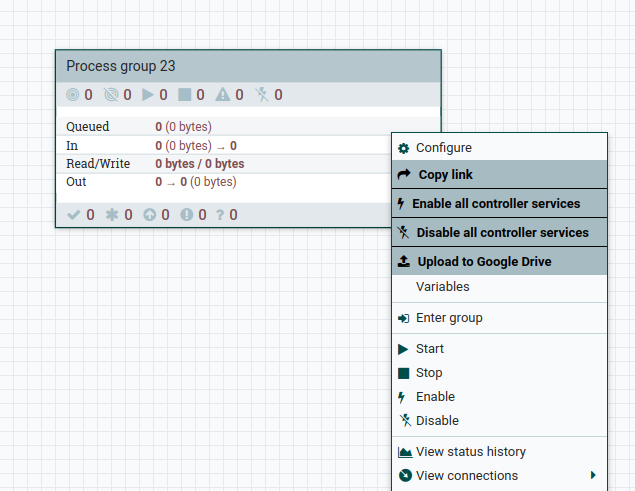 Process group 23
0 0 0 0 0 0
Queued 0 (0 bytes)
In 0 (0 bytes) → 0
Read/Write 0 bytes / 0 bytes
Out 0 → 0 (0 bytes)
0 0 0 0 ? 0
Configure
Copy link
Enable all controller services
Disable all controller services
Upload to Google Drive
Variables
Enter group
Start
Stop
Enable
Disable
View status history
View connections